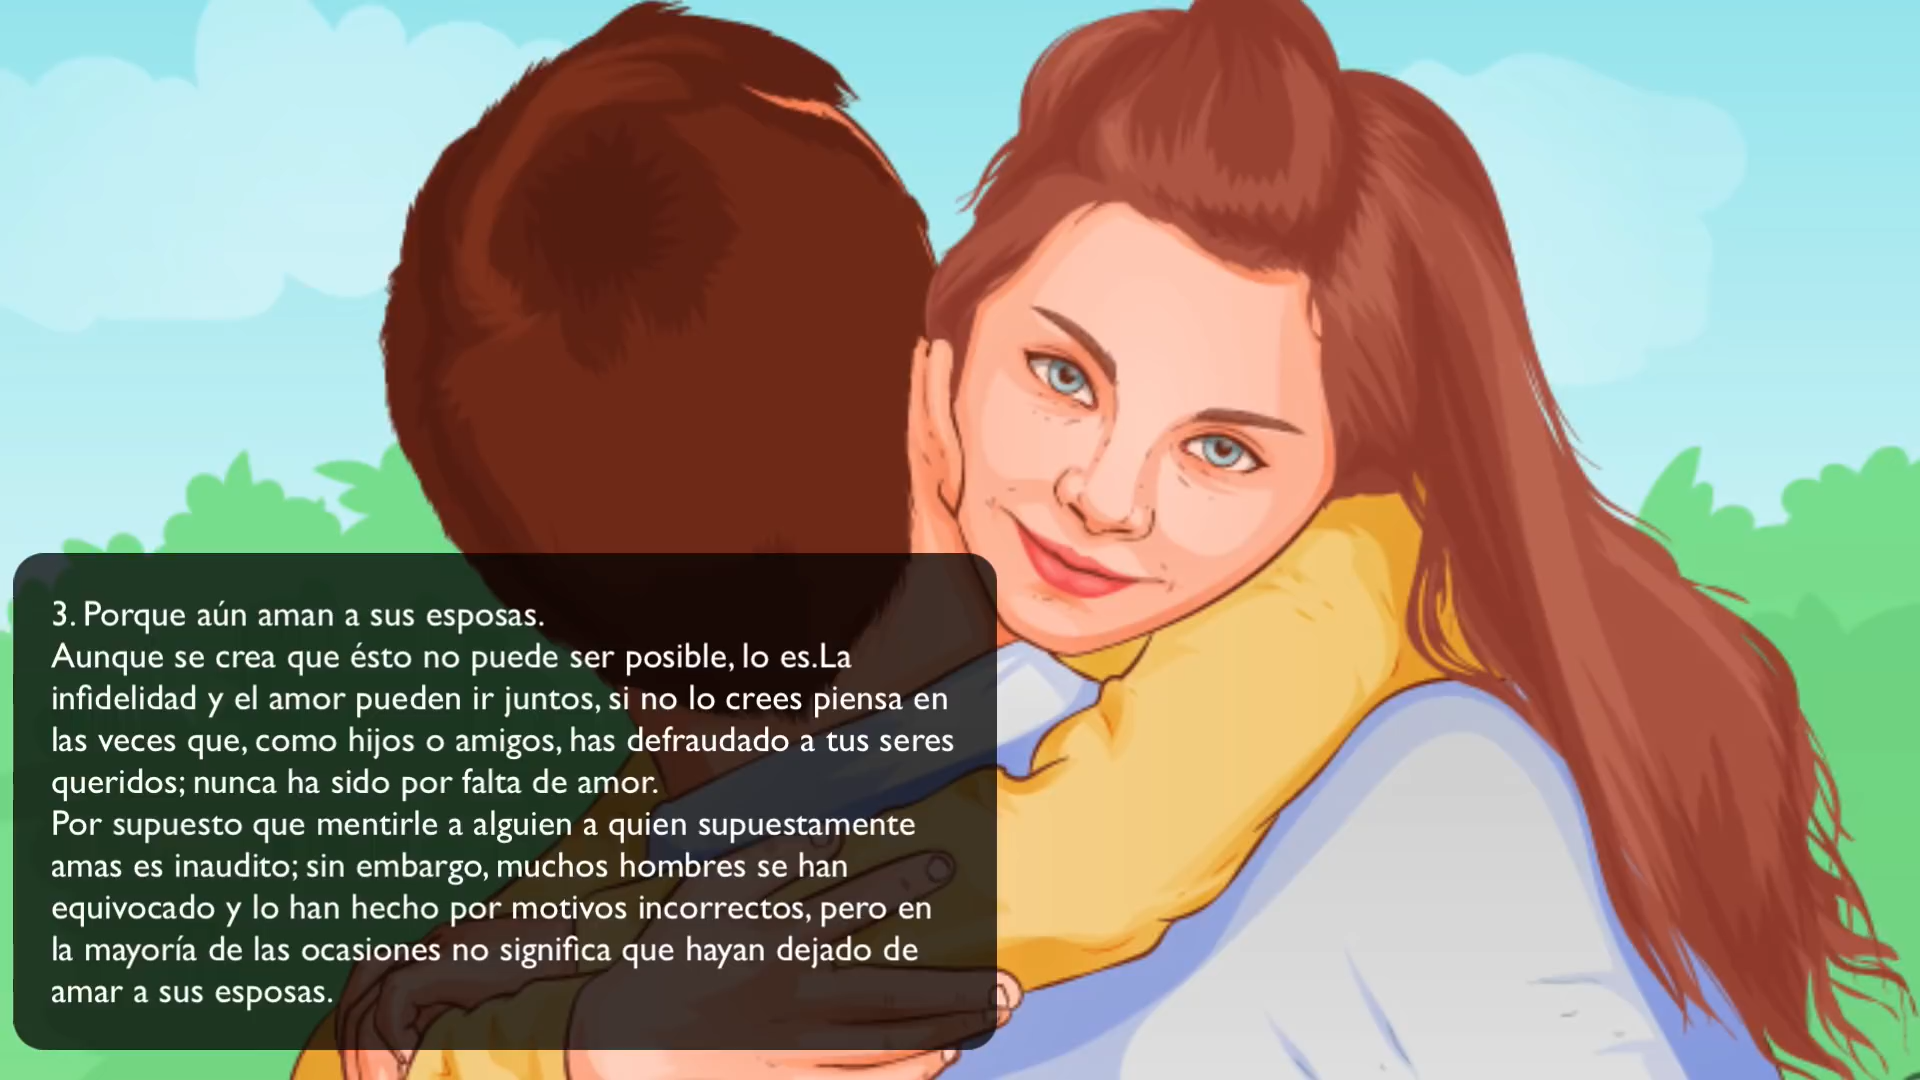 3. Porque aún aman a sus esposas.
Aunque se crea que ésto no puede ser posible, lo es.La
infidelidad y el amor pueden ir juntos, si no lo crees piensa en
las veces que, como hijos o amigos, has defraudado a tus seres
queridos; nunca ha sido por falta de amor.
Por supuesto que mentirle a alguien a quien supuestamente
amas es inaudito; sin embargo, muchos hombres se han
equivocado y lo han hecho por motivos incorrectos, pero en
la mayoría de las ocasiones no significa que hayan dejado de
amar a sus esposas.